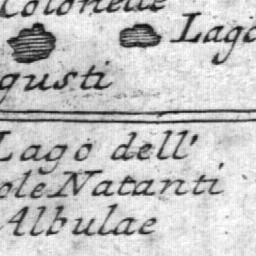 Colonelle
Lago
gusti
Lago dell'
ole Natanti
Albulae